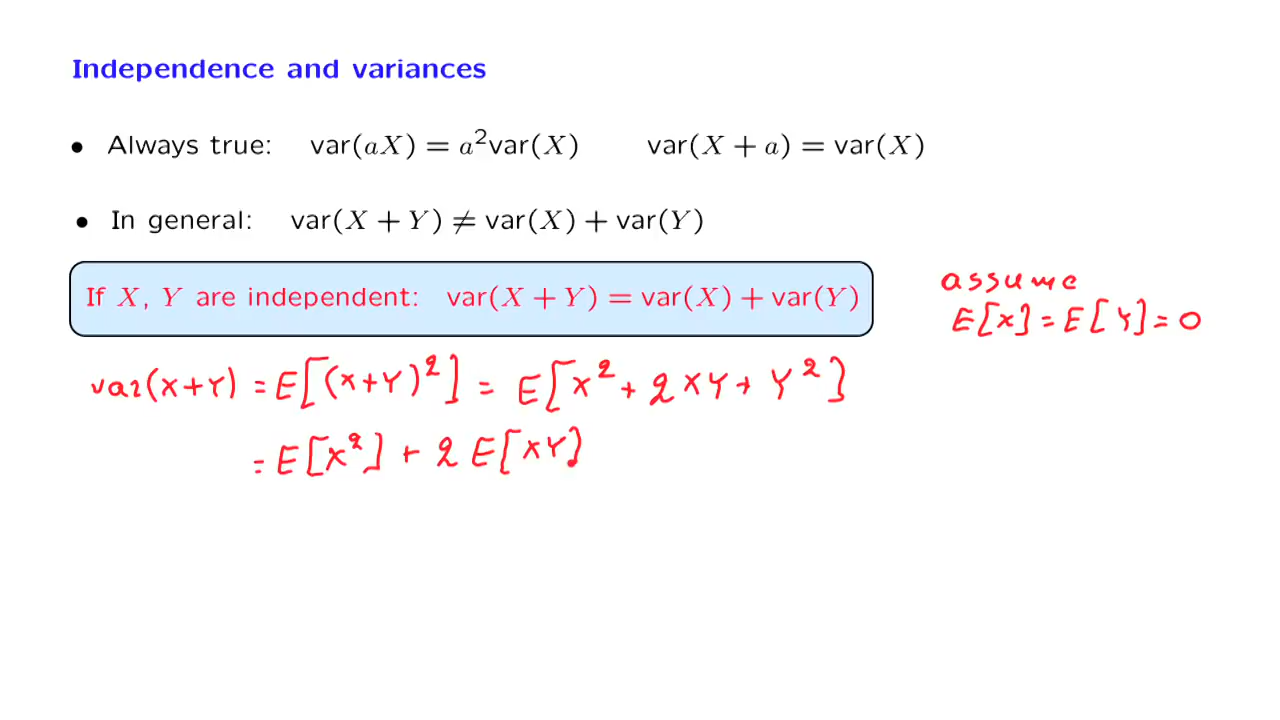 Independence and variances
• Always true: var(aX) = a²var(X) var(X + a) = var(X)
• In general: var(X + Y) ≠ var(X) + var(Y)
If X, Y are independent: var(X + Y) = var(X) + var(Y)
assume
E[X] = E[Y] = 0
var(X+Y) = E[(X+Y)²] = E[X² + 2XY + Y²]
= E[X²] + 2 E[XY]